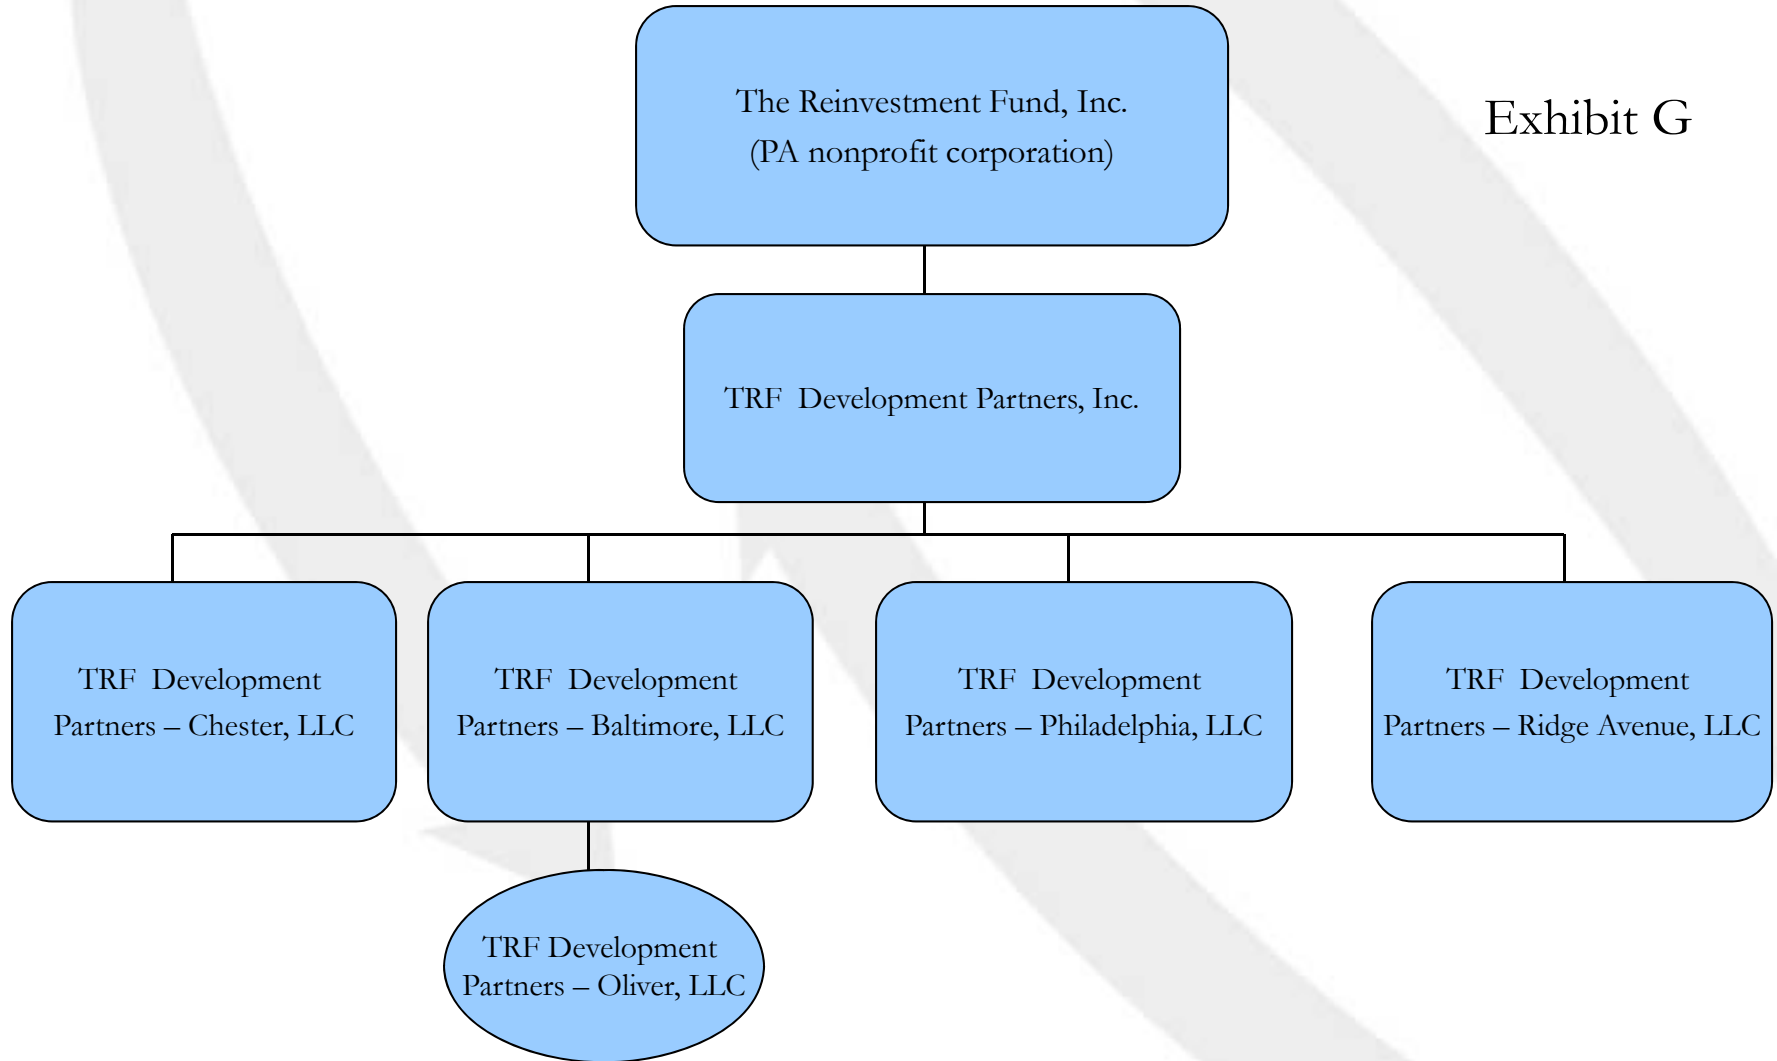 The Reinvestment Fund, Inc.
(PA nonprofit corporation)
Exhibit G
TRF Development Partners, Inc.
TRF Development
Partners – Chester, LLC
TRF Development
Partners – Baltimore, LLC
TRF Development
Partners – Philadelphia, LLC
TRF Development
Partners – Ridge Avenue, LLC
TRF Development
Partners – Oliver, LLC